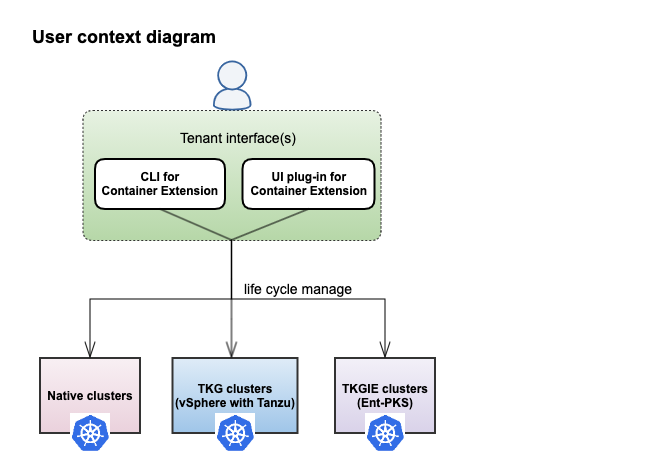 User context diagram
Tenant interface(s)
CLI for
Container Extension
UI plug-in for
Container Extension
life cycle manage
Native clusters
TKG clusters
(vSphere with Tanzu)
TKGIE clusters
(Ent-PKS)